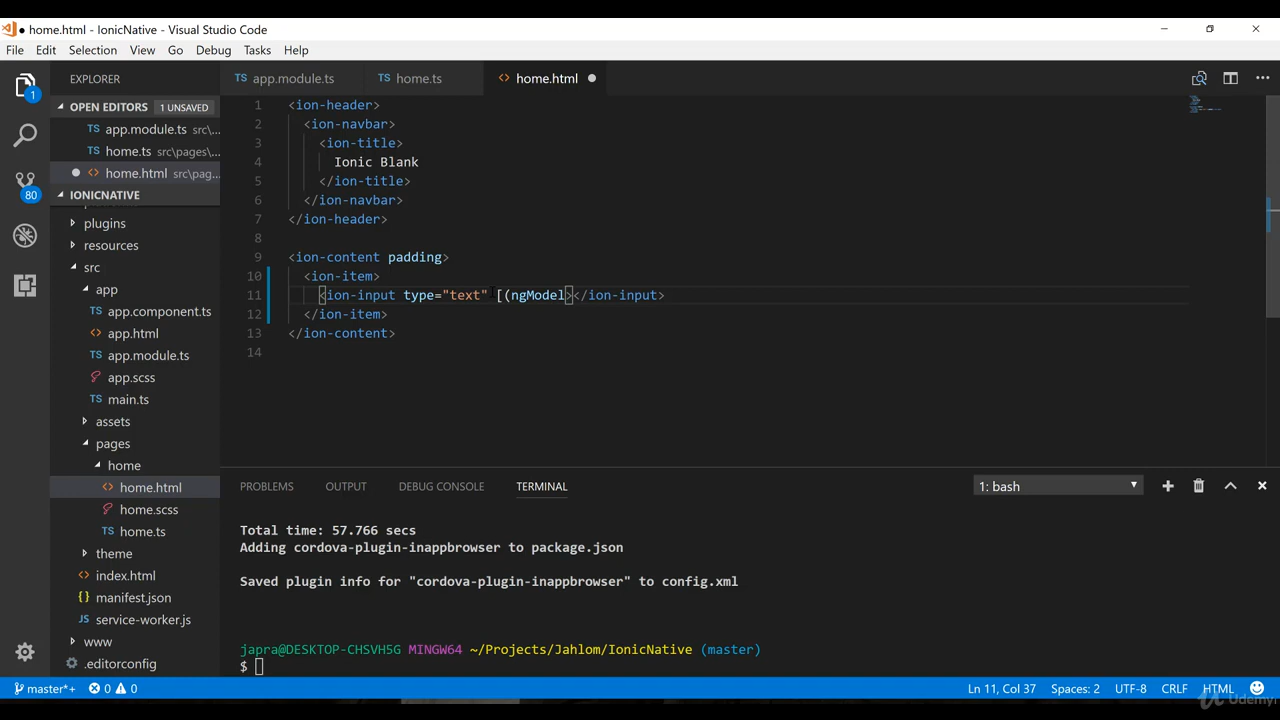 home.html - IonicNative - Visual Studio Code
File Edit Selection View Go Debug Tasks Help
EXPLORER
TS app.module.ts
TS home.ts
<> home.html
OPEN EDITORS 1 UNSAVED
TS app.module.ts src\...
TS home.ts src\pages\...
<> home.html src\pag...
IONICNATIVE
plugins
resources
src
app
app.component.ts
app.html
app.module.ts
app.scss
main.ts
assets
pages
home
home.html
home.scss
home.ts
theme
index.html
manifest.json
service-worker.js
www
.editorconfig
1
80
1 <ion-header>
2 <ion-navbar>
3 <ion-title>
4 Ionic Blank
5 </ion-title>
6 </ion-navbar>
7 </ion-header>
8
9 <ion-content padding>
10 <ion-item>
11 <ion-input type="text" [(ngModel></ion-input>
12 </ion-item>
13 </ion-content>
14
PROBLEMS OUTPUT DEBUG CONSOLE TERMINAL 1: bash
Total time: 57.766 secs
Adding cordova-plugin-inappbrowser to package.json
Saved plugin info for "cordova-plugin-inappbrowser" to config.xml
japra@DESKTOP-CHSVH5G MINGW64 ~/Projects/Jahlom/IonicNative (master)
$
master*+ 0 0 Ln 11, Col 37 Spaces: 2 UTF-8 CRLF HTML
Udemy